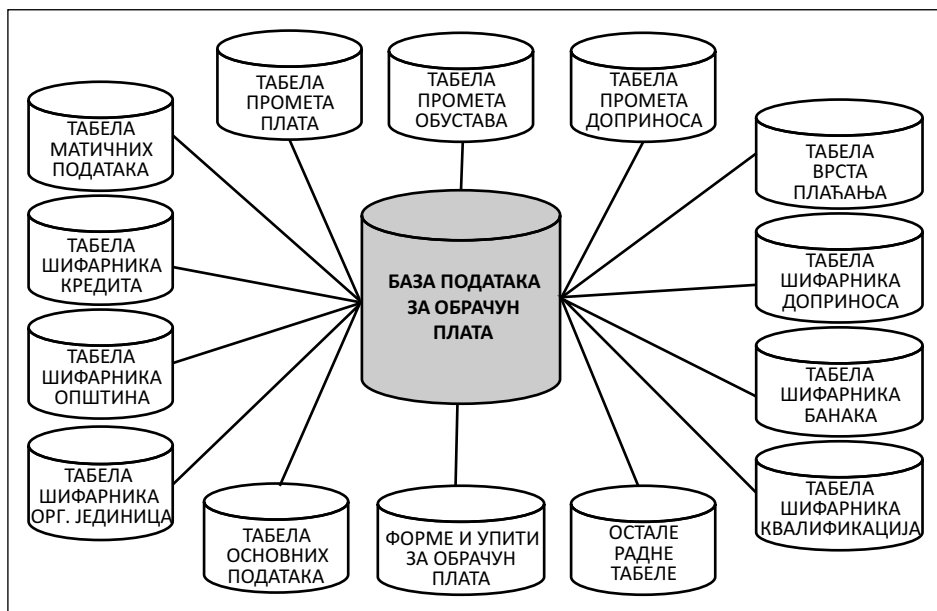 ТАБЕЛА
ПРОМЕТА
ПЛАТА
ТАБЕЛА
ПРОМЕТА
ОБУСТАВА
ТАБЕЛА
ПРОМЕТА
ДОПРИНОСА
ТАБЕЛА
МАТИЧНИХ
ПОДАТАКА
ТАБЕЛА
ВРСТА
ПЛАЋАЊА
ТАБЕЛА
ШИФАРНИКА
КРЕДИТА
БАЗА ПОДАТАКА
ЗА ОБРАЧУН
ПЛАТА
ТАБЕЛА
ШИФАРНИКА
ДОПРИНОСА
ТАБЕЛА
ШИФАРНИКА
ОПШТИНА
ТАБЕЛА
ШИФАРНИКА
БАНАКА
ТАБЕЛА
ШИФАРНИКА
ОРГ. ЈЕДИНИЦА
ТАБЕЛА
ШИФАРНИКА
КВАЛИФИКАЦИЈА
ТАБЕЛА
ОСНОВНИХ
ПОДАТАКА
ФОРМЕ И УПИТИ
ЗА ОБРАЧУН
ПЛАТА
ОСТАЛЕ
РАДНЕ
ТАБЕЛЕ